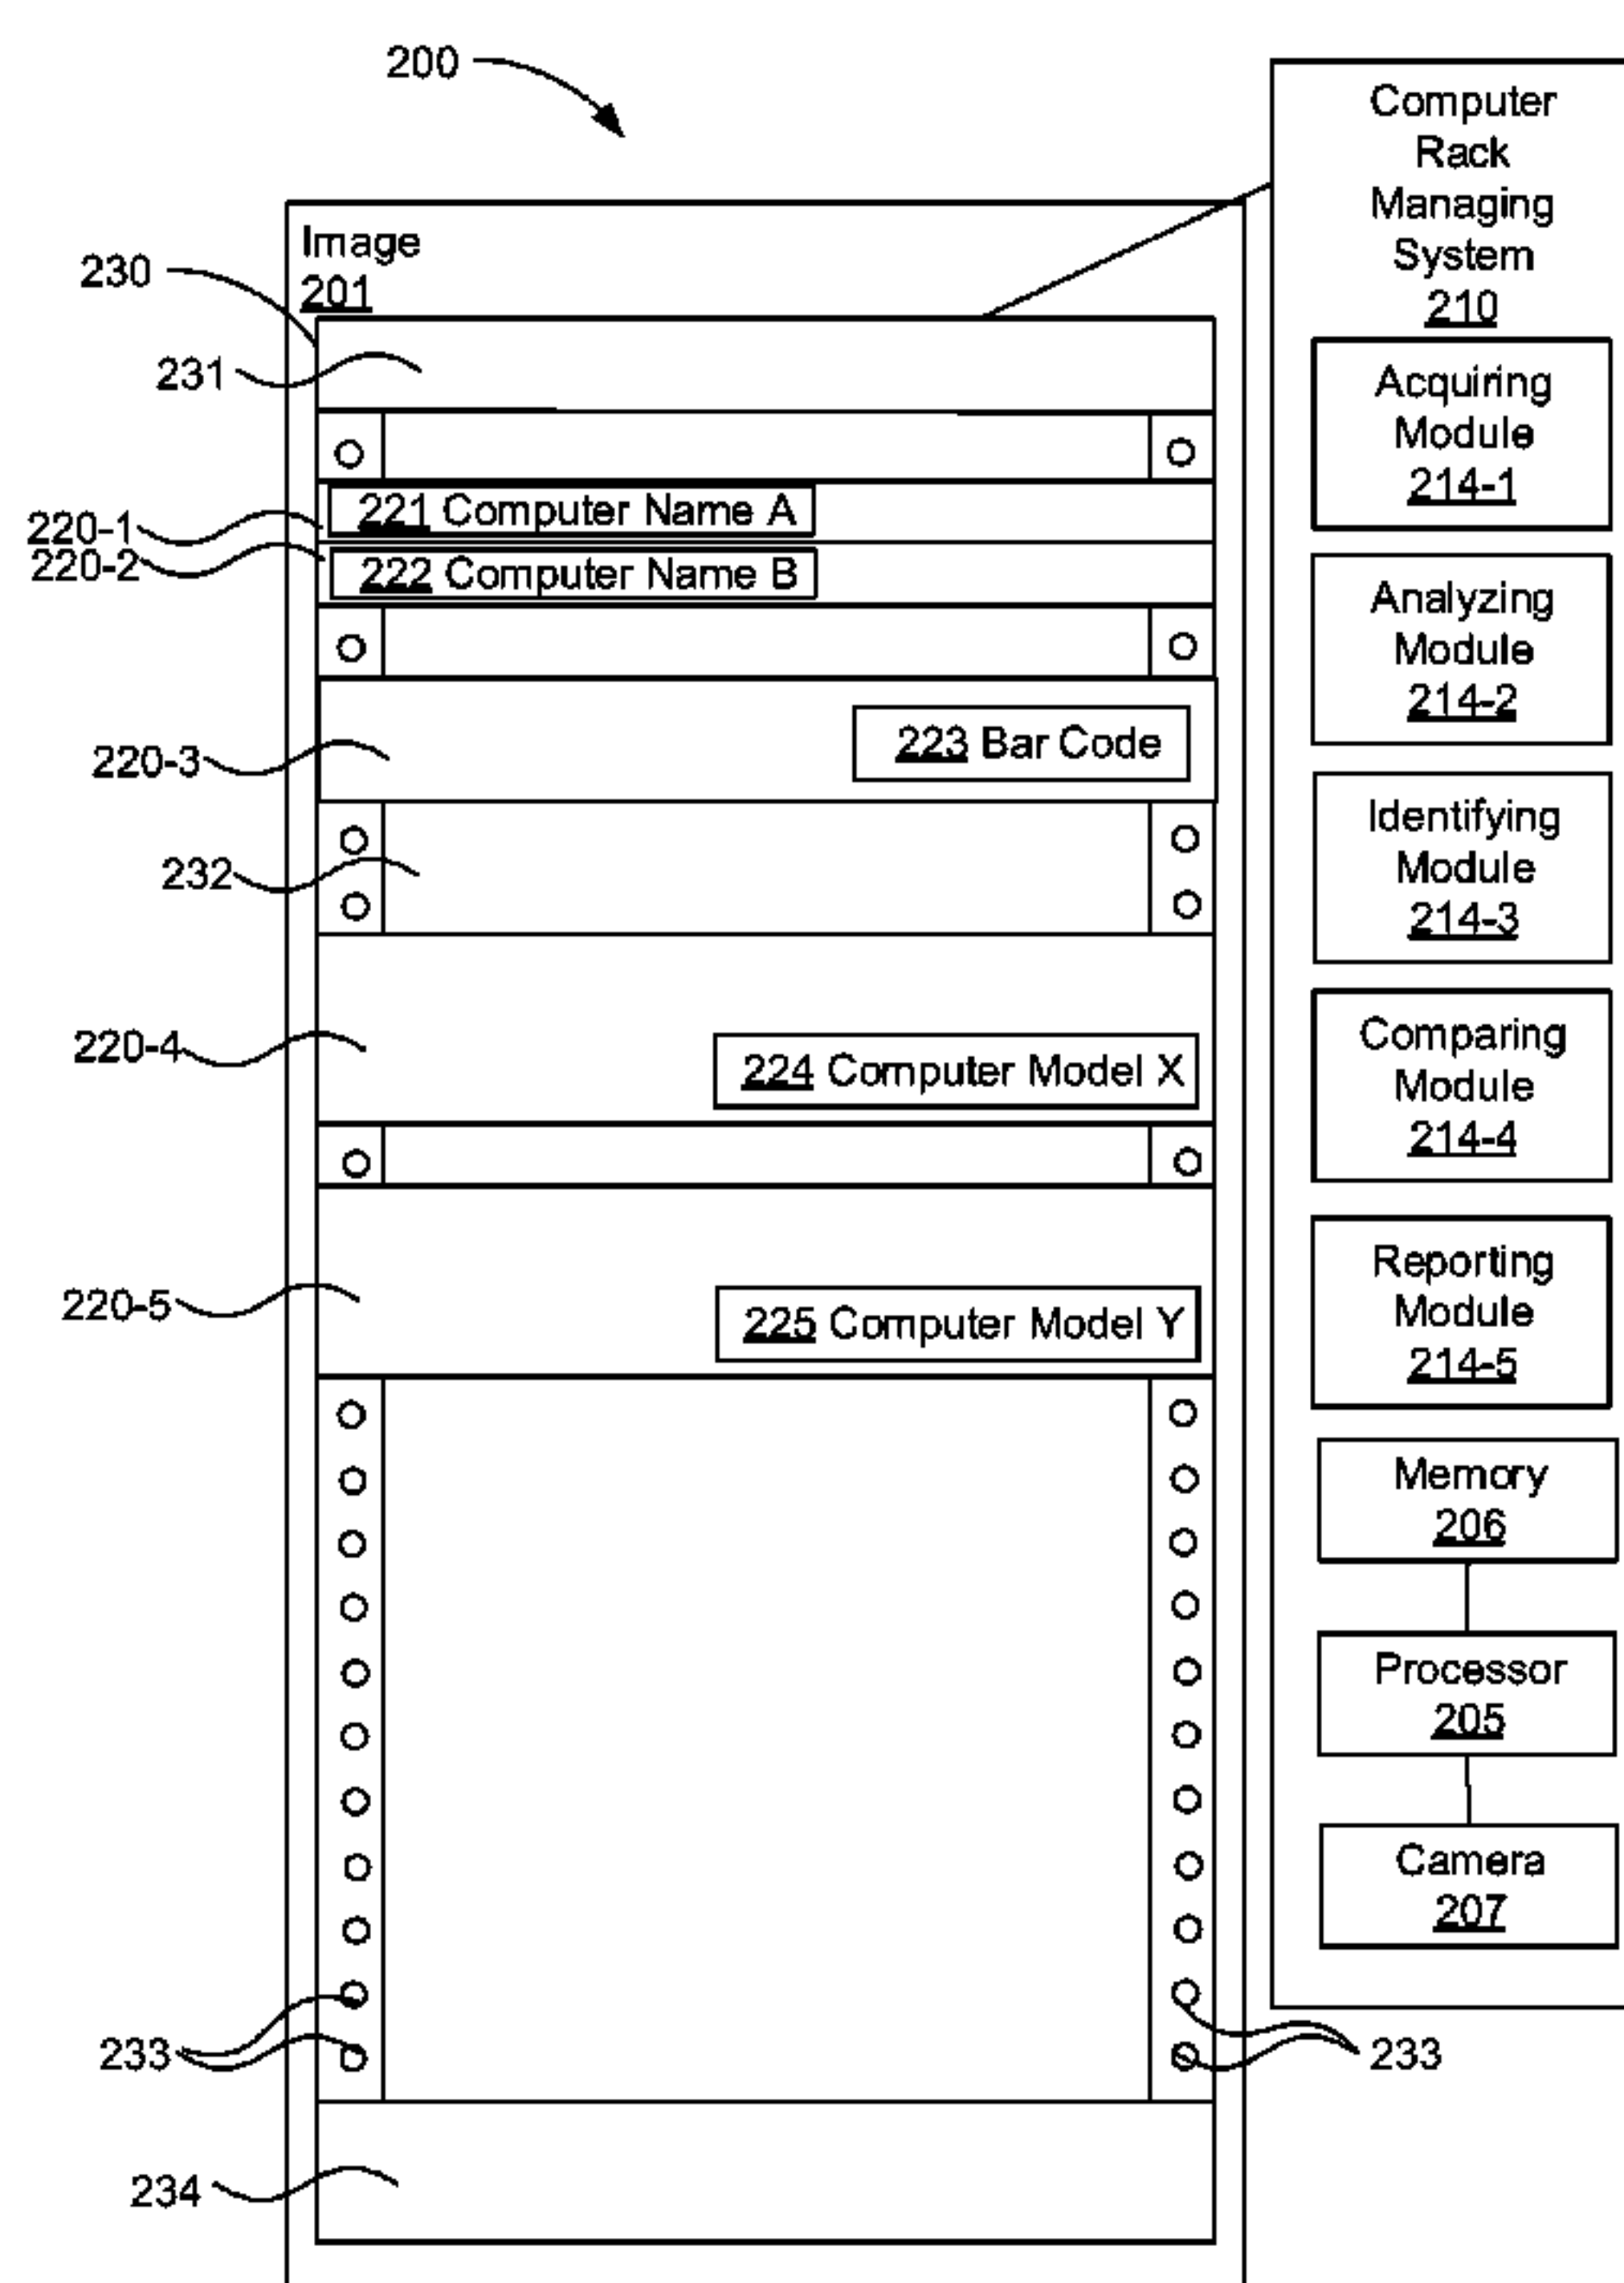 200
Image
201
230
231
220-1
221 Computer Name A
220-2
222 Computer Name B
220-3
223 Bar Code
232
220-4
224 Computer Model X
220-5
225 Computer Model Y
233
233
234
Computer
Rack
Managing
System
210
Acquiring
Module
214-1
Analyzing
Module
214-2
Identifying
Module
214-3
Comparing
Module
214-4
Reporting
Module
214-5
Memory
206
Processor
205
Camera
207